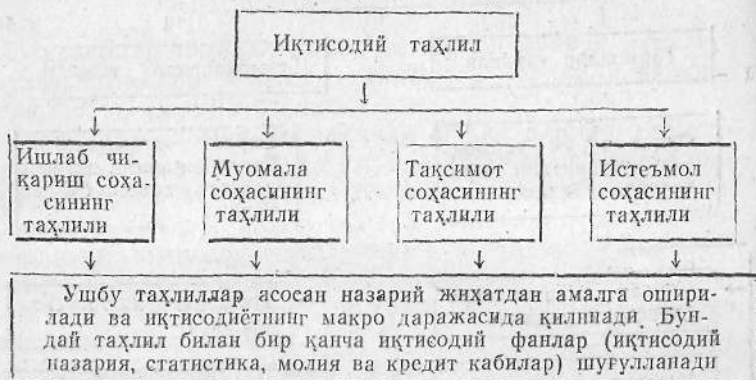 Иқтисодий таҳлил
Ишлаб чи-
қариш соҳа-
сининг
таҳлили
Муомала
соҳасининг
таҳлили
Тақсимот
соҳасининг
таҳлили
Истеъмол
соҳасининг
таҳлили
Ушбу таҳлиллар асосан назарий жиҳатдан амалга ошири-
лади ва иқтисодиётнинг макро даражасида қилинади. Бун-
дай таҳлил билан бир қанча иқтисодий фанлар (иқтисодий
назария, статистика, молия ва кредит кабилар) шуғулланади